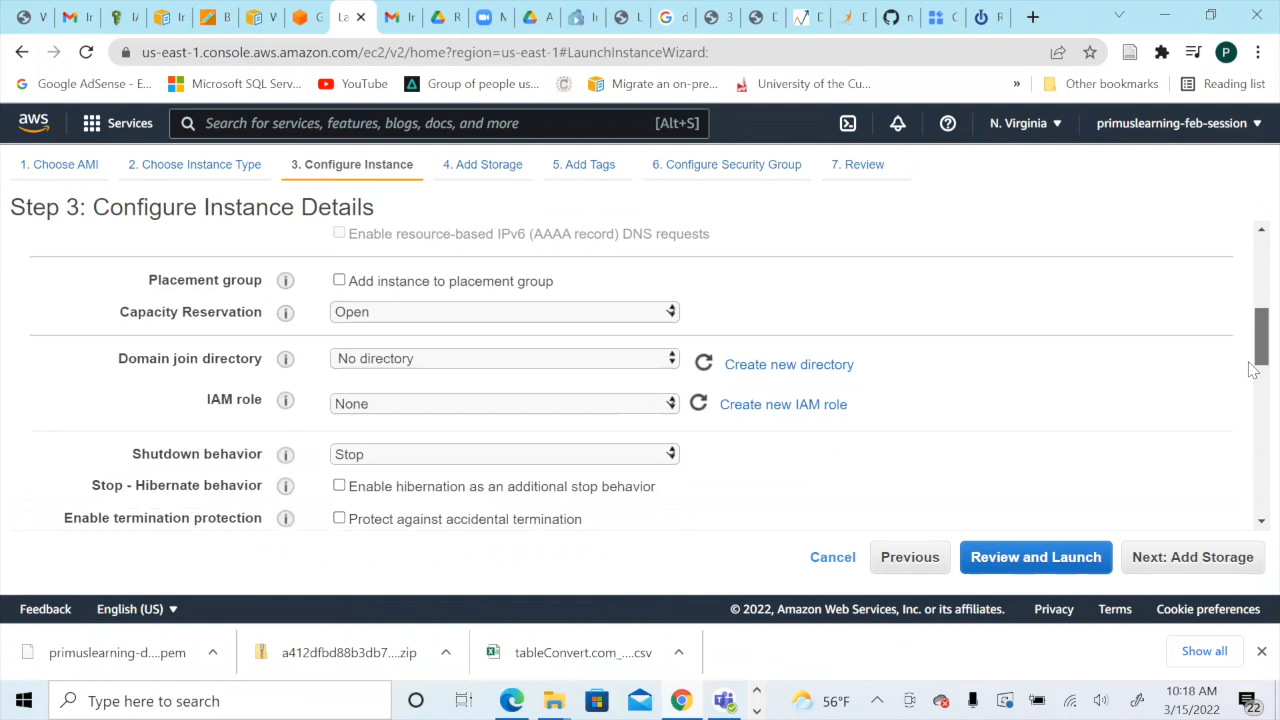 La
B
G
us-east-1.console.aws.amazon.com/ec2/v2/home?region=us-east-1#LaunchInstanceWizard:
P
Google AdSense - E...
Microsoft SQL Serv...
YouTube
Group of people us...
Migrate an on-pre...
University of the Cu...
»
Other bookmarks
Reading list
aws
Services
Search for services, features, blogs, docs, and more
[Alt+S]
N. Virginia
primuslearning-feb-session
1. Choose AMI
2. Choose Instance Type
3. Configure Instance
4. Add Storage
5. Add Tags
6. Configure Security Group
7. Review
Step 3: Configure Instance Details
Enable resource-based IPv6 (AAAA record) DNS requests
Placement group
Add instance to placement group
Capacity Reservation
Open
Domain join directory
No directory
Create new directory
IAM role
None
Create new IAM role
Shutdown behavior
Stop
Stop - Hibernate behavior
Enable hibernation as an additional stop behavior
Enable termination protection
Protect against accidental termination
Cancel
Previous
Review and Launch
Next: Add Storage
Feedback
English (US)
© 2022, Amazon Web Services, Inc. or its affiliates.
Privacy
Terms
Cookie preferences
primuslearning-d....pem
a412dfbd88b3db7....zip
tableConvert.com_....csv
Show all
Type here to search
56°F
10:18 AM
3/15/2022
22